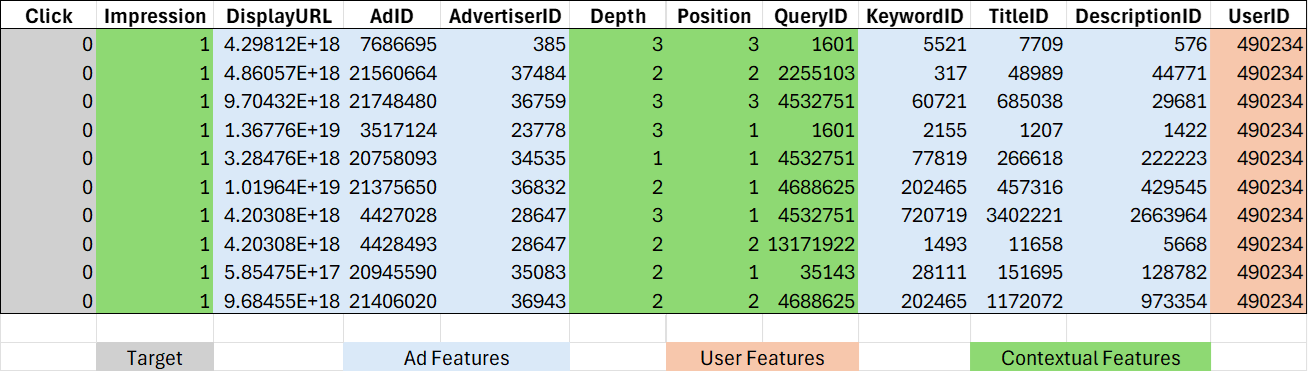 Click Impression DisplayURL AdID AdvertiserID Depth Position QueryID KeywordID TitleID DescriptionID UserID
0 1 4.29812E+18 7686695 385 3 3 1601 5521 7709 576 490234
0 1 4.86057E+18 21560664 37484 2 2 2255103 317 48989 44771 490234
0 1 9.70432E+18 21748480 36759 3 3 4532751 60721 685038 29681 490234
0 1 1.36776E+19 3517124 23778 3 1 1601 2155 1207 1422 490234
0 1 3.28476E+18 20758093 34535 1 1 4532751 77819 266618 222223 490234
0 1 1.01964E+19 21375650 36832 2 1 4688625 202465 457316 429545 490234
0 1 4.20308E+18 4427028 28647 3 1 4532751 720719 3402221 2663964 490234
0 1 4.20308E+18 4428493 28647 2 2 13171922 1493 11658 5668 490234
0 1 5.85475E+17 20945590 35083 2 1 35143 28111 151695 128782 490234
0 1 9.68455E+18 21406020 36943 2 2 4688625 202465 1172072 973354 490234
Target Ad Features User Features Contextual Features